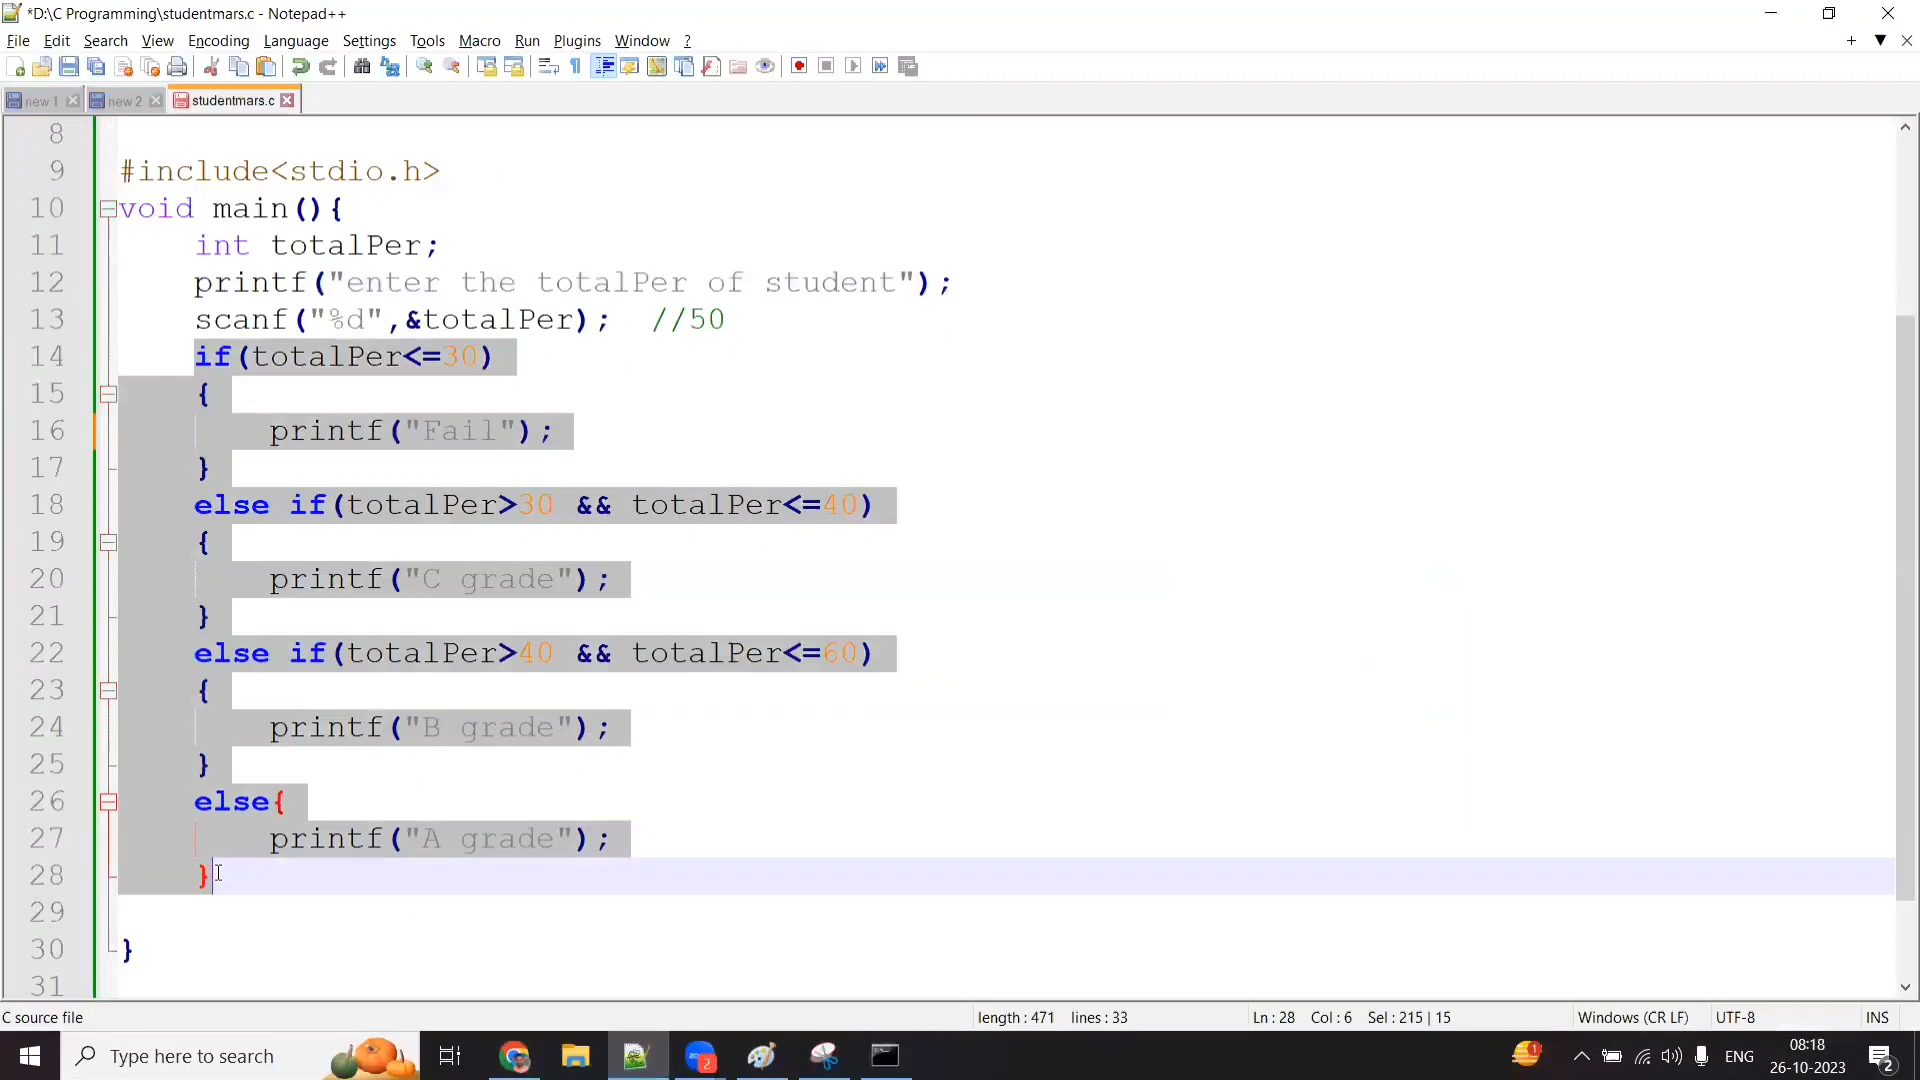 *D:\C Programming\studentmars.c - Notepad++
File Edit Search View Encoding Language Settings Tools Macro Run Plugins Window ?
new 1 new 2 studentmars.c
8
9 #include<stdio.h>
10 void main(){
11 int totalPer;
12 printf("enter the totalPer of student");
13 scanf("%d",&totalPer); //50
14 if(totalPer<=30)
15 {
16 printf("Fail");
17 }
18 else if(totalPer>30 && totalPer<=40)
19 {
20 printf("C grade");
21 }
22 else if(totalPer>40 && totalPer<=60)
23 {
24 printf("B grade");
25 }
26 else{
27 printf("A grade");
28 }
29
30 }
31
C source file length : 471 lines : 33 Ln : 28 Col : 6 Sel : 215 | 15 Windows (CR LF) UTF-8 INS
Type here to search 2 1 ENG 08:18 26-10-2023 2